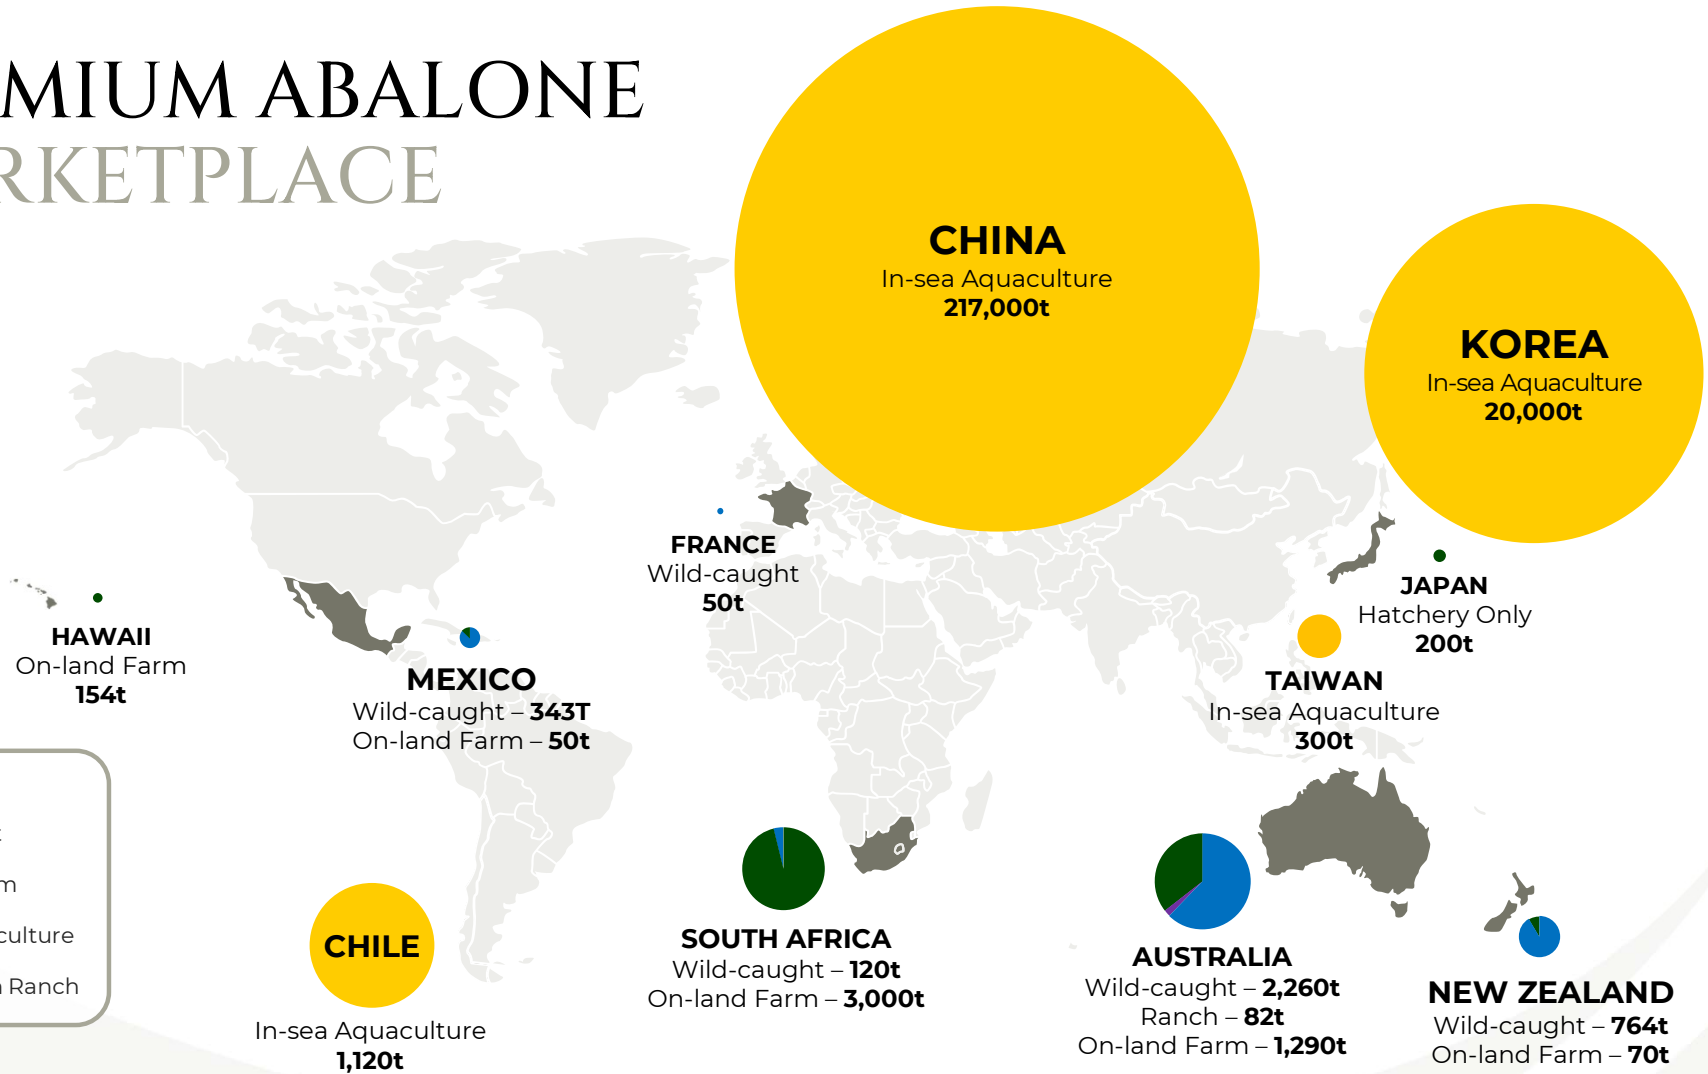 MIUM ABALONE
RKETPLACE
CHINA
In-sea Aquaculture
217,000t
KOREA
In-sea Aquaculture
20,000t
FRANCE
Wild-caught
50t
JAPAN
Hatchery Only
200t
HAWAII
On-land Farm
154t
MEXICO
Wild-caught – 343T
On-land Farm – 50t
TAIWAN
In-sea Aquaculture
300t
culture
Ranch
CHILE
In-sea Aquaculture
1,120t
SOUTH AFRICA
Wild-caught – 120t
On-land Farm – 3,000t
AUSTRALIA
Wild-caught – 2,260t
Ranch – 82t
On-land Farm – 1,290t
NEW ZEALAND
Wild-caught – 764t
On-land Farm – 70t